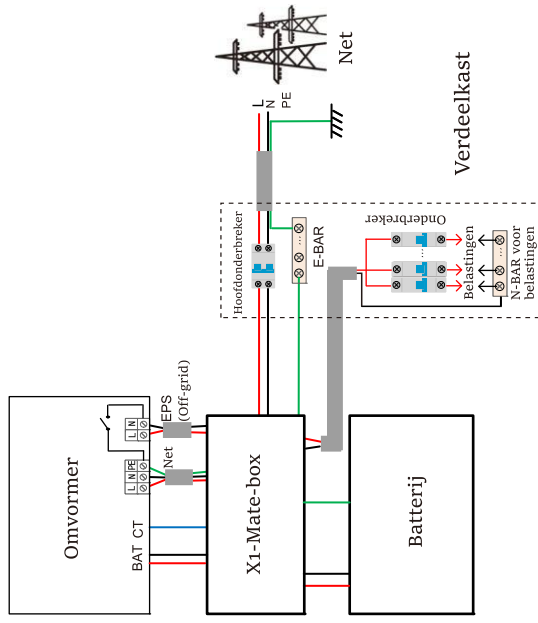 Net
L
N
PE
Verdeelkast
Hoofdonderbreker
E-BAR
Onderbreker
Belastingen
N-BAR voor
belastingen
Omvormer
BAT
CT
L N PE
L N
Net
EPS
(Off-grid)
X1-Mate-box
Batterij